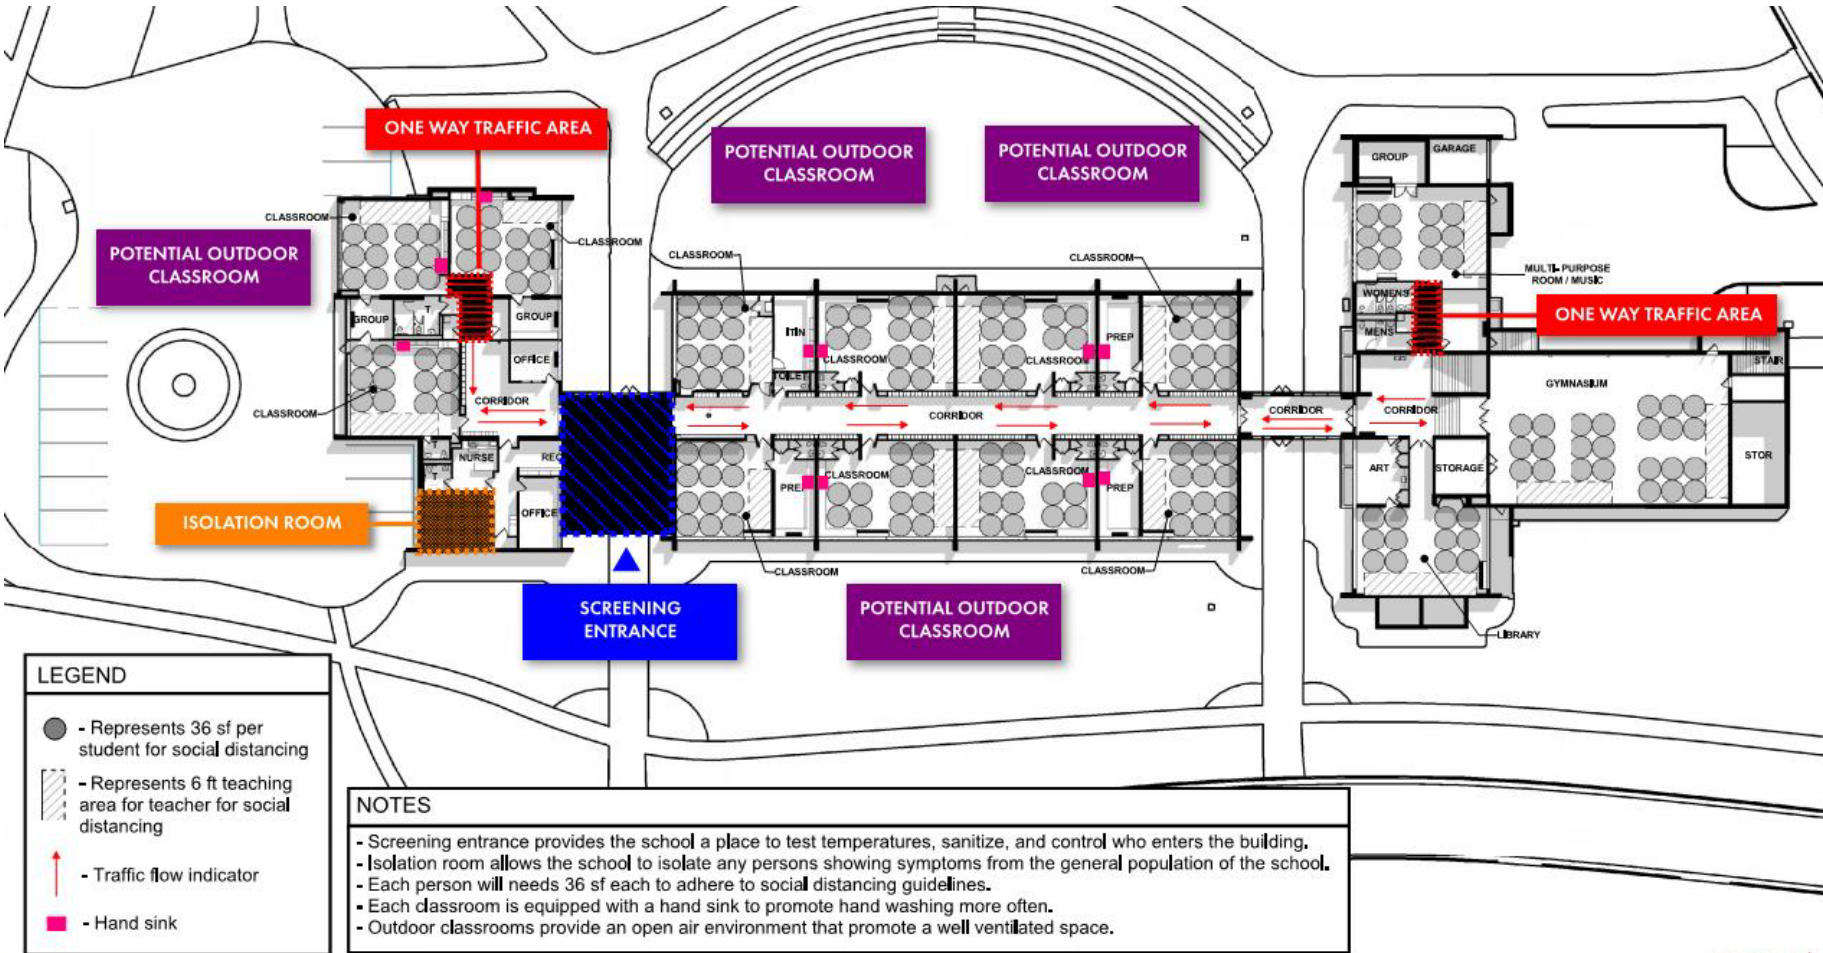 ONE WAY TRAFFIC AREA
POTENTIAL OUTDOOR
CLASSROOM
POTENTIAL OUTDOOR
CLASSROOM
GROUP
GARAGE
CLASSROOM
CLASSROOM
POTENTIAL OUTDOOR
CLASSROOM
CLASSROOM
CLASSROOM
MULTI-PURPOSE
ROOM / MUSIC
WOMENS
ONE WAY TRAFFIC AREA
MENS
GROUP
T
GROUP
PREP
OFFICE
CLASSROOM
CLASSROOM
TOILET
STAIR
GYMNASIUM
CLASSROOM
CORRIDOR
CORRIDOR
CORRIDOR
CORRIDOR
NURSE
REC
T
CLASSROOM
CLASSROOM
PREP
ART
STORAGE
STOR
ISOLATION ROOM
OFFICE
CLASSROOM
CLASSROOM
SCREENING
ENTRANCE
POTENTIAL OUTDOOR
CLASSROOM
LIBRARY
LEGEND
- Represents 36 sf per
student for social distancing
- Represents 6 ft teaching
area for teacher for social
distancing
- Traffic flow indicator
- Hand sink
NOTES
- Screening entrance provides the school a place to test temperatures, sanitize, and control who enters the building.
- Isolation room allows the school to isolate any persons showing symptoms from the general population of the school.
- Each person will needs 36 sf each to adhere to social distancing guidelines.
- Each classroom is equipped with a hand sink to promote hand washing more often.
- Outdoor classrooms provide an open air environment that promote a well ventilated space.